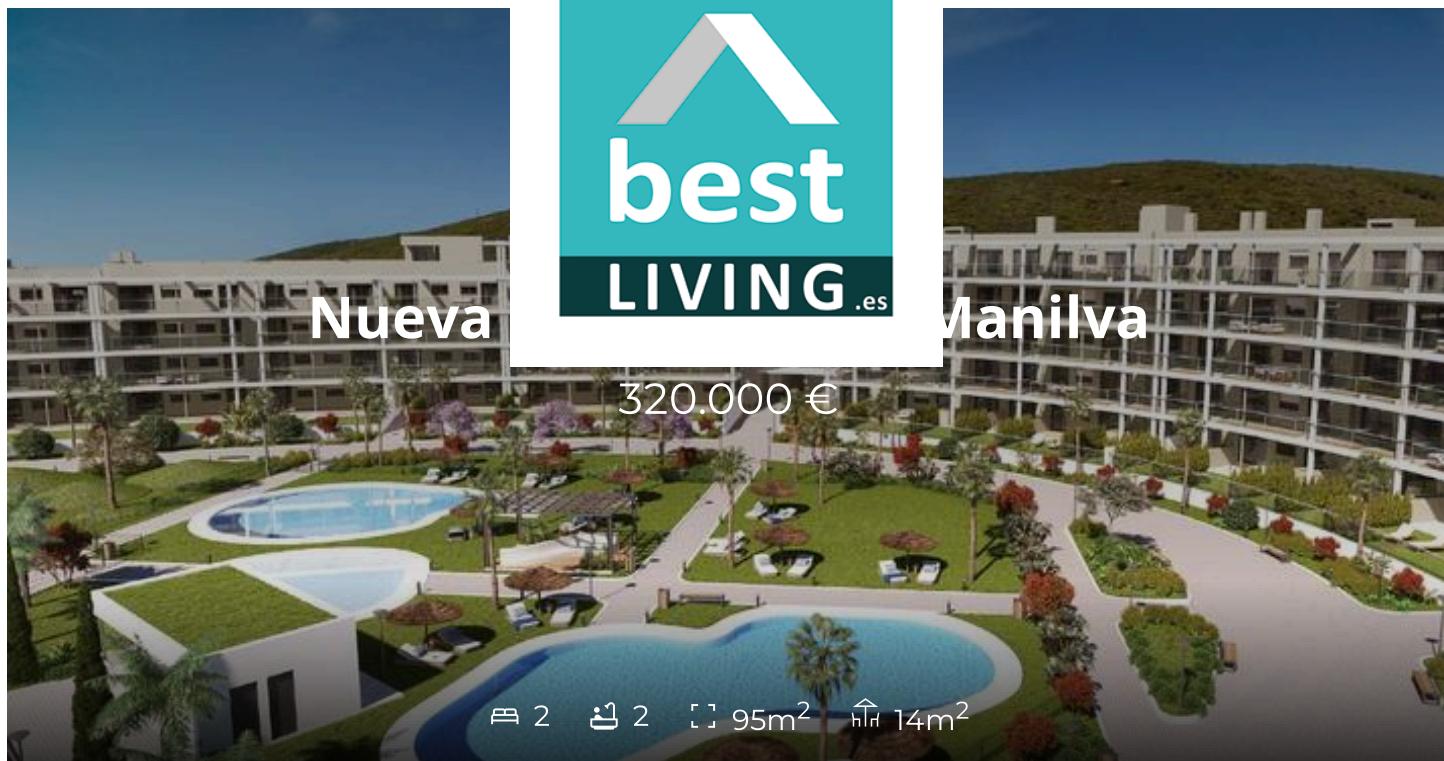 best
LIVING.es
Nueva Manilva
320.000 €
2 2 95m² 14m²